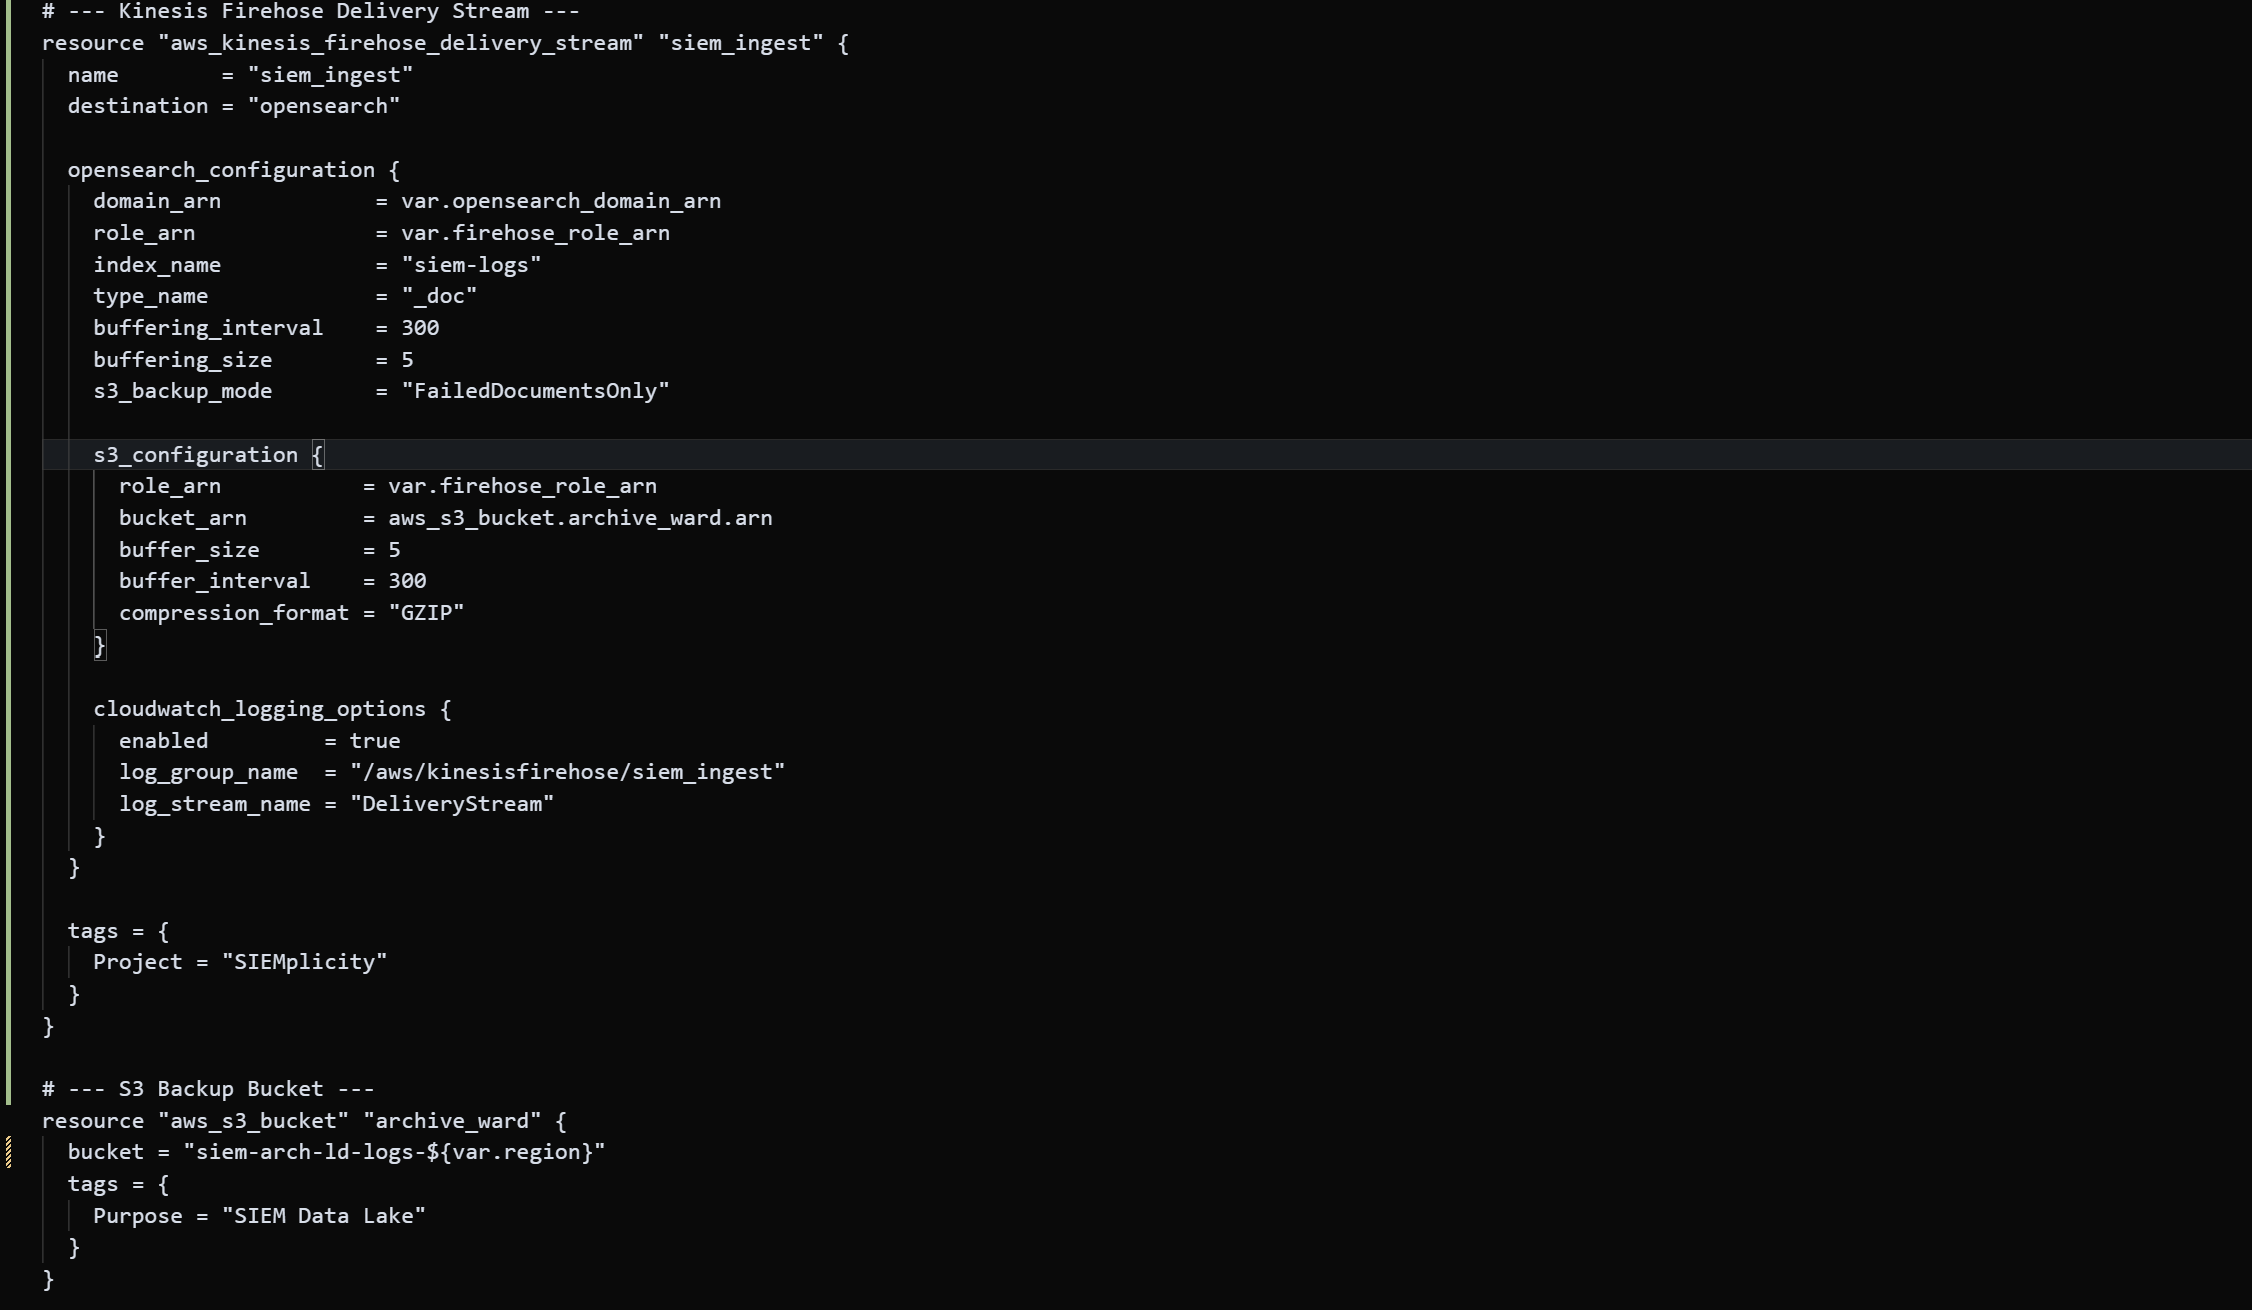 # --- Kinesis Firehose Delivery Stream ---
resource "aws_kinesis_firehose_delivery_stream" "siem_ingest" {
  name        = "siem_ingest"
  destination = "opensearch"

  opensearch_configuration {
    domain_arn            = var.opensearch_domain_arn
    role_arn              = var.firehose_role_arn
    index_name            = "siem-logs"
    type_name             = "_doc"
    buffering_interval    = 300
    buffering_size        = 5
    s3_backup_mode        = "FailedDocumentsOnly"

    s3_configuration {
      role_arn           = var.firehose_role_arn
      bucket_arn         = aws_s3_bucket.archive_ward.arn
      buffer_size        = 5
      buffer_interval    = 300
      compression_format = "GZIP"
    }

    cloudwatch_logging_options {
      enabled         = true
      log_group_name  = "/aws/kinesisfirehose/siem_ingest"
      log_stream_name = "DeliveryStream"
    }
  }

  tags = {
    Project = "SIEMplicity"
  }
}

# --- S3 Backup Bucket ---
resource "aws_s3_bucket" "archive_ward" {
  bucket = "siem-arch-ld-logs-${var.region}"
  tags = {
    Purpose = "SIEM Data Lake"
  }
}